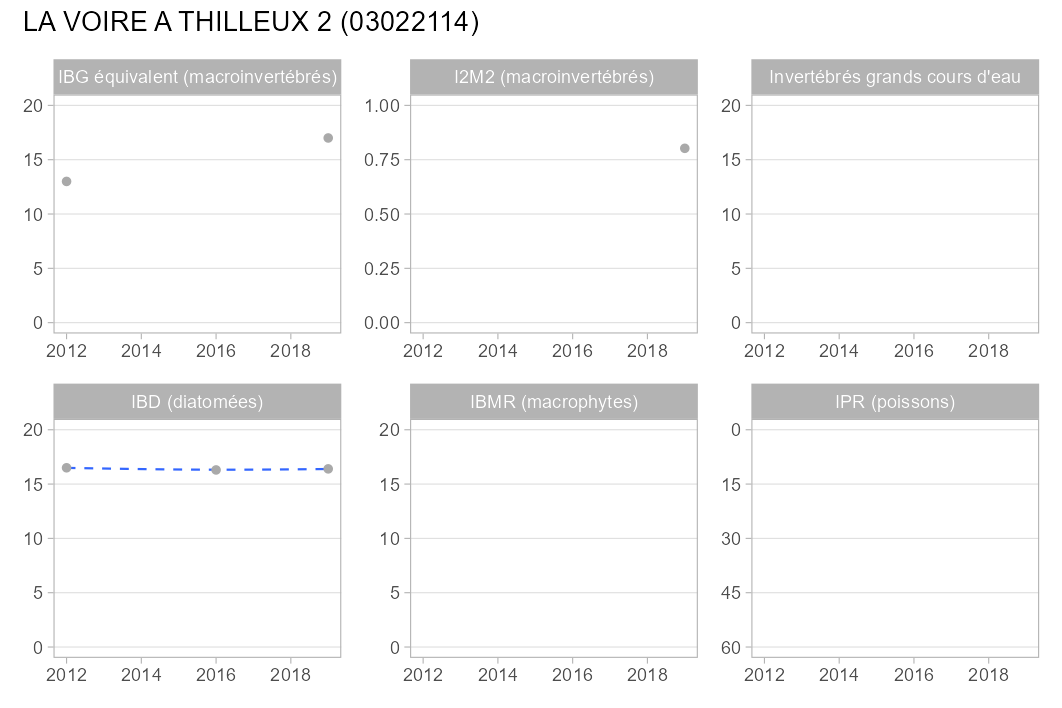 LA VOIRE A THILLEUX 2 (03022114)
IBG équivalent (macroinvertébrés)
20
15
10
5
0
2012 2014 2016 2018
I2M2 (macroinvertébrés)
1.00
0.75
0.50
0.25
0.00
2012 2014 2016 2018
Invertébrés grands cours d'eau
20
15
10
5
0
2012 2014 2016 2018
IBD (diatomées)
20
15
10
5
0
2012 2014 2016 2018
IBMR (macrophytes)
20
15
10
5
0
2012 2014 2016 2018
IPR (poissons)
0
15
30
45
60
2012 2014 2016 2018